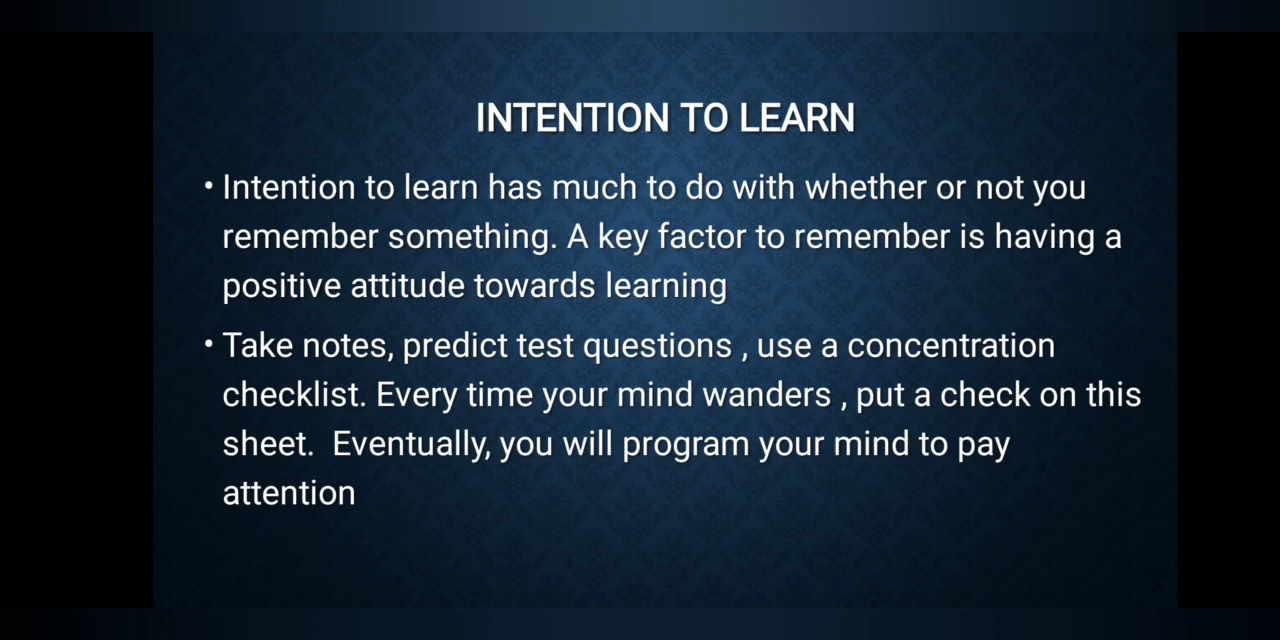 INTENTION TO LEARN
• Intention to learn has much to do with whether or not you
remember something. A key factor to remember is having a
positive attitude towards learning
• Take notes, predict test questions , use a concentration
checklist. Every time your mind wanders , put a check on this
sheet.  Eventually, you will program your mind to pay
attention